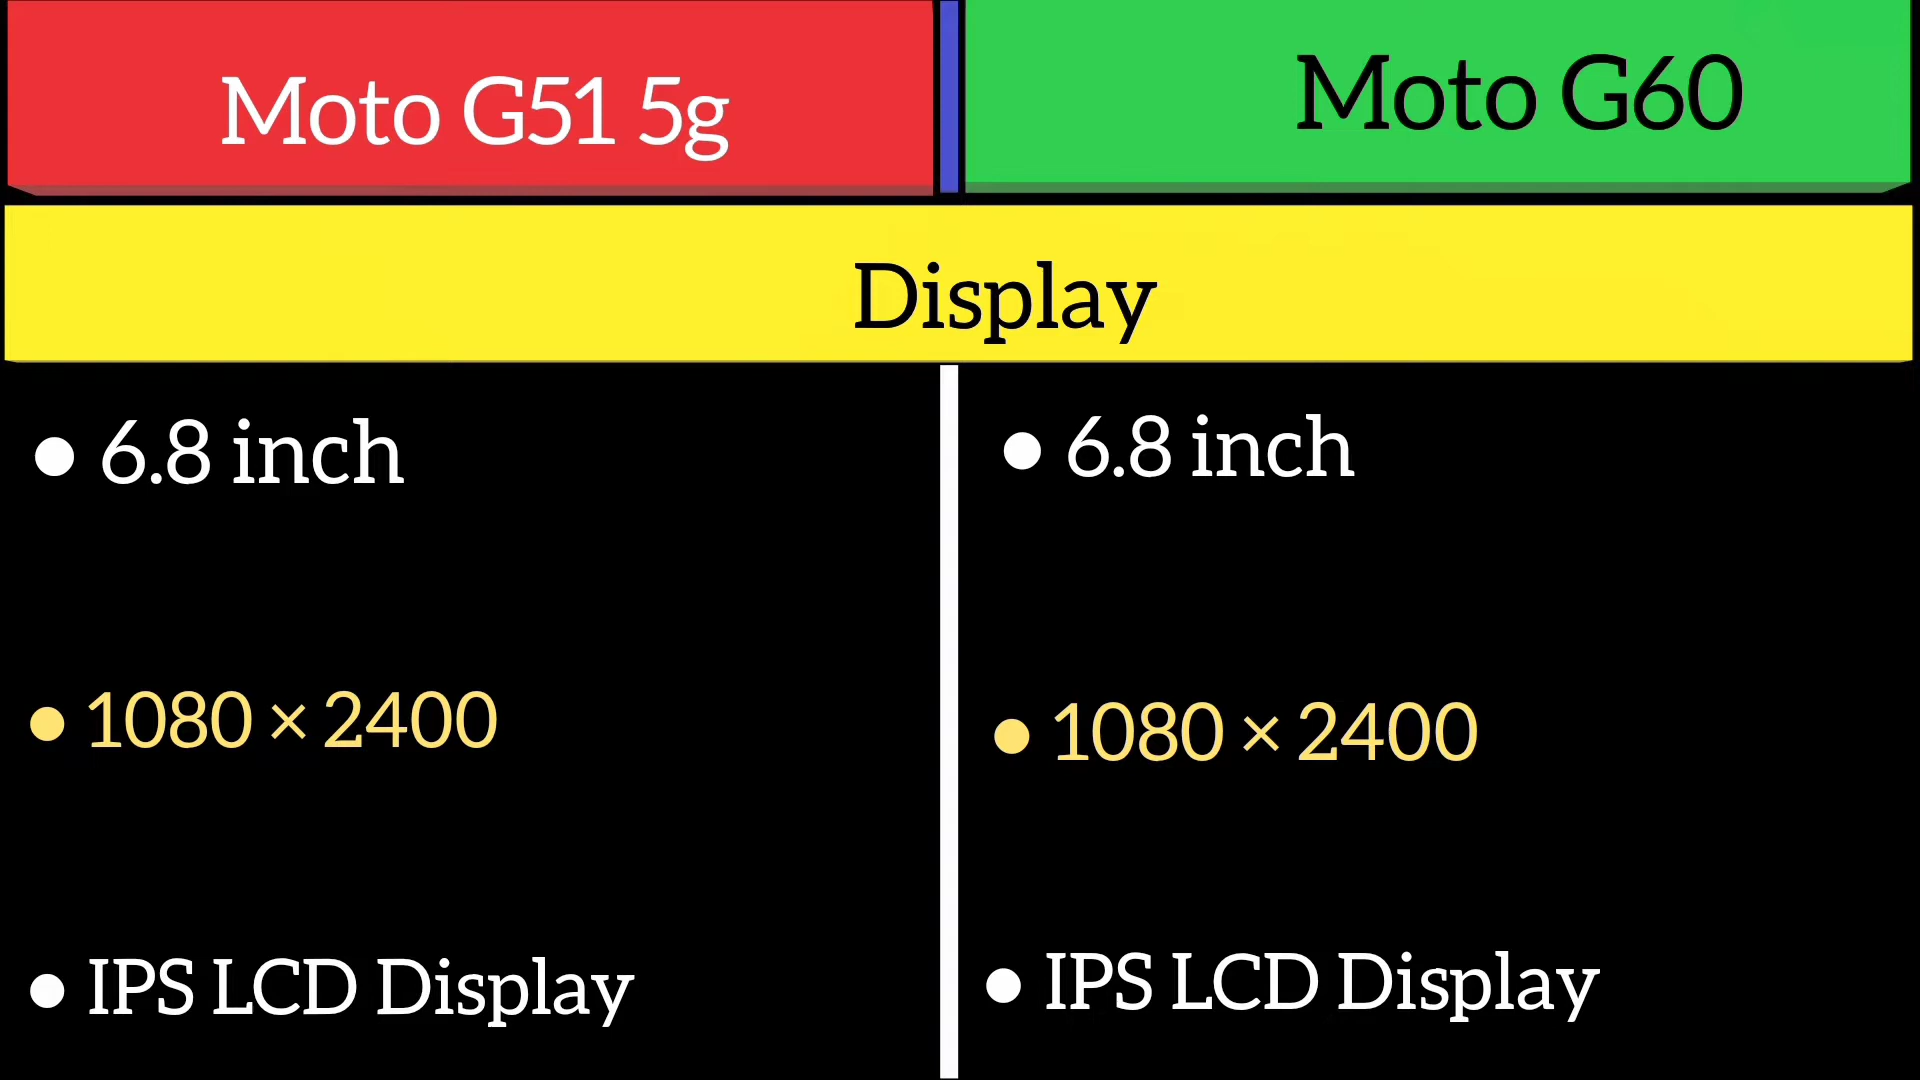 Moto G51 5g
Moto G60
Display
● 6.8 inch
● 6.8 inch
● 1080 × 2400
● 1080 × 2400
● IPS LCD Display
● IPS LCD Display